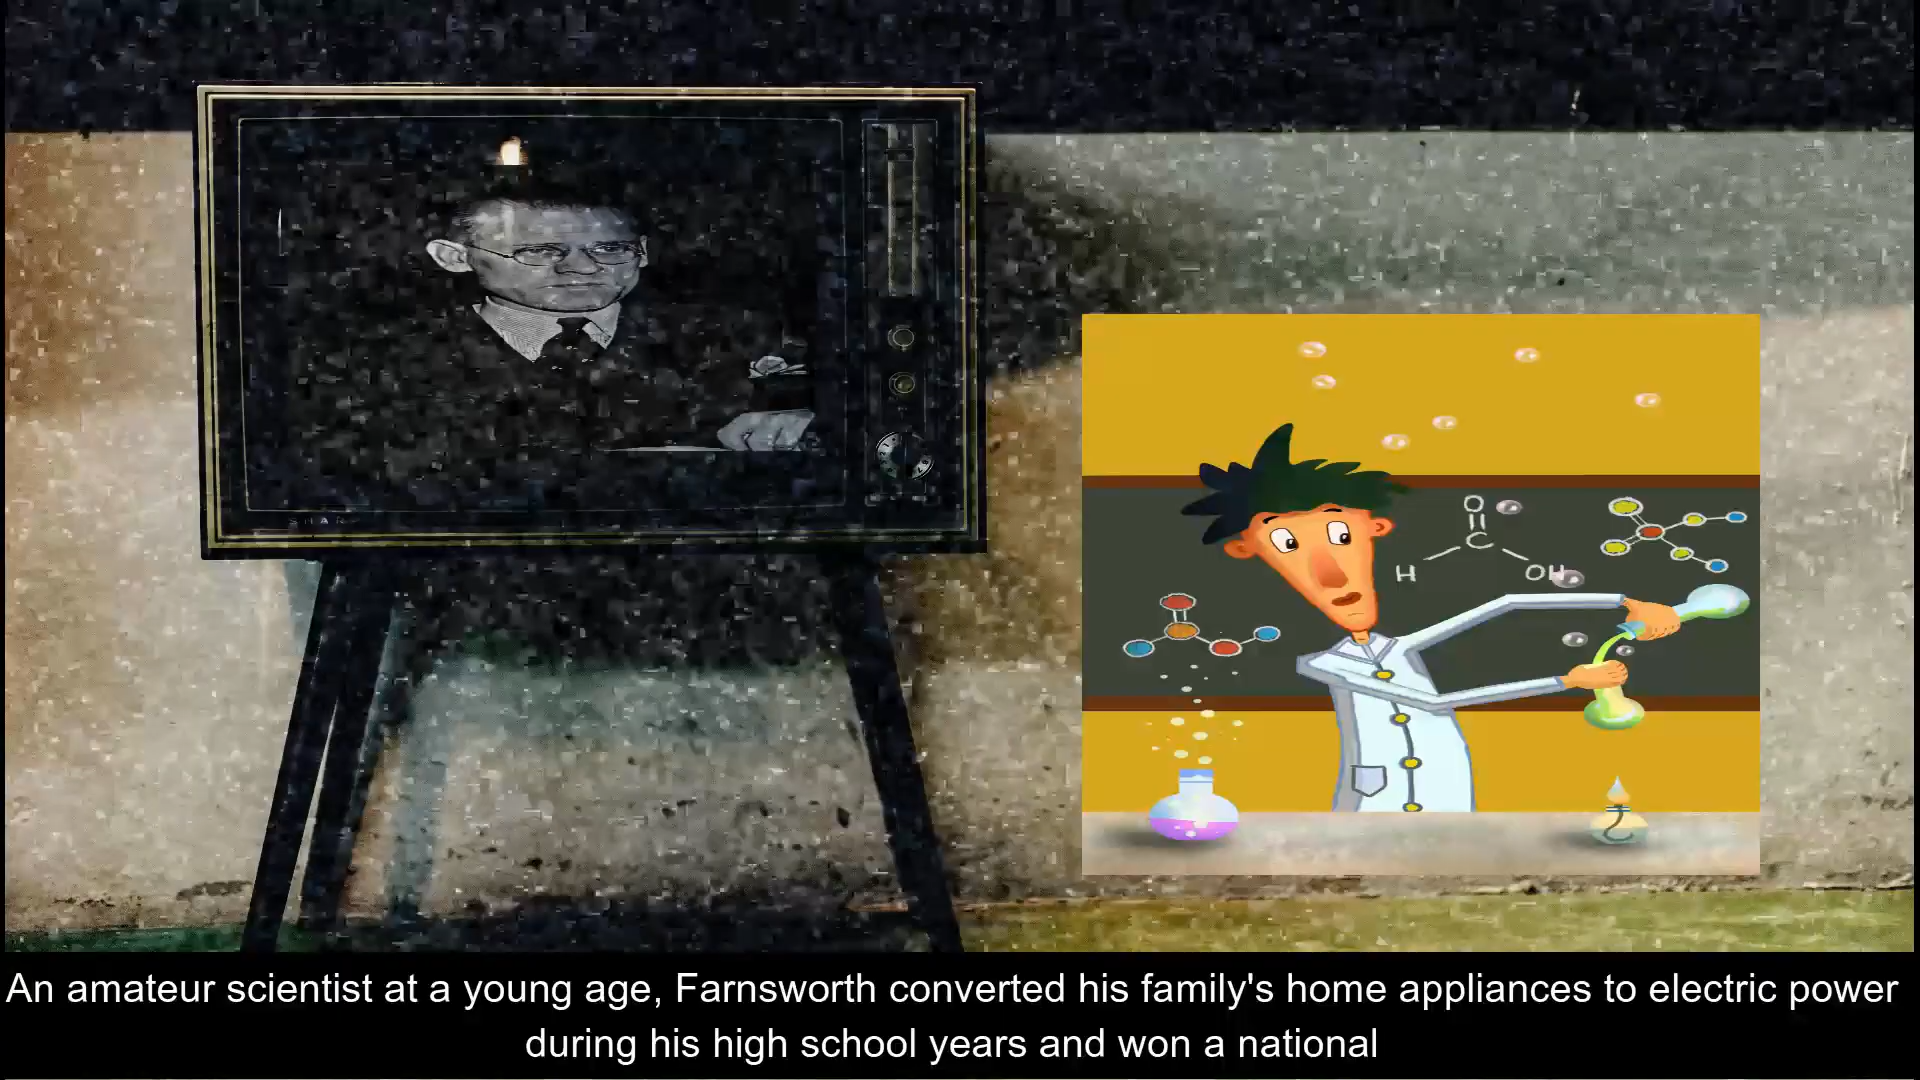 O
C
H
OH
An amateur scientist at a young age, Farnsworth converted his family's home appliances to electric power
during his high school years and won a national